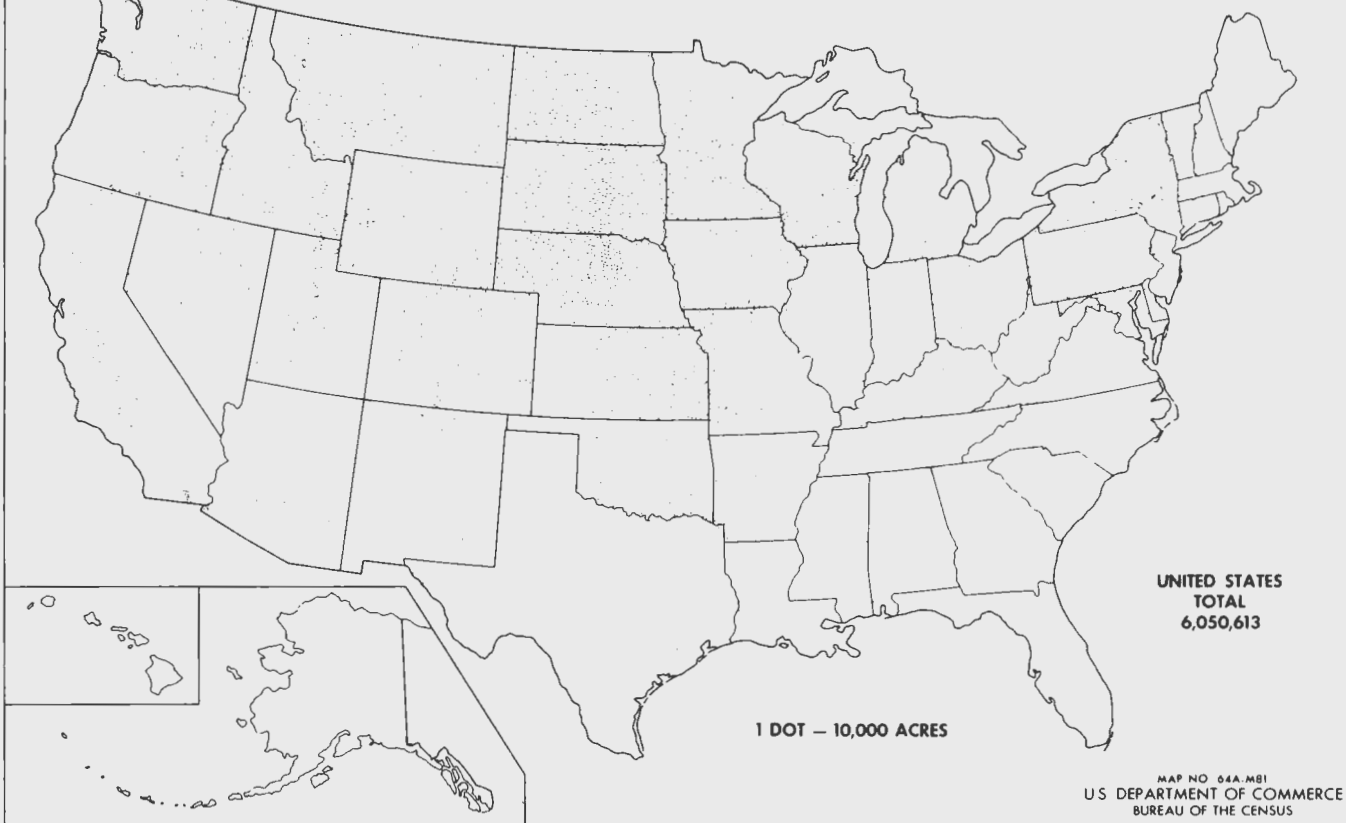 UNITED STATES
TOTAL
6,050,613
1 DOT — 10,000 ACRES
MAP NO 64A-M81
U S DEPARTMENT OF COMMERCE
BUREAU OF THE CENSUS